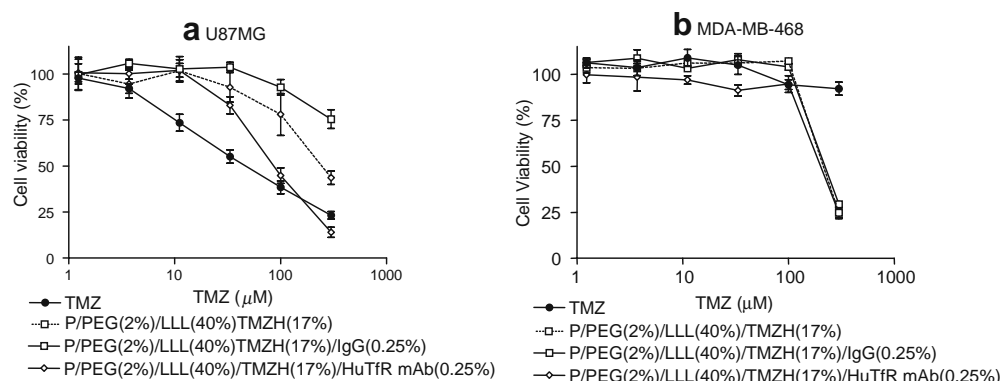 a U87MG
Cell viability (%)
100
75
50
25
0
1
10
100
1000
TMZ (μM)
TMZ
P/PEG(2%)/LLL(40%)TMZH(17%)
P/PEG(2%)/LLL(40%)TMZH(17%)/IgG(0.25%)
P/PEG(2%)/LLL(40%)/TMZH(17%)/HuTfR mAb(0.25%)
b MDA-MB-468
Cell Viability (%)
100
75
50
25
0
1
10
100
1000
TMZ (μM)
TMZ
P/PEG(2%)/LLL(40%)/TMZH(17%)
P/PEG(2%)/LLL(40%)/TMZH(17%)/IgG(0.25%)
P/PEG(2%)/LLL(40%)/TMZH(17%)/HuTfR mAb(0.25%)